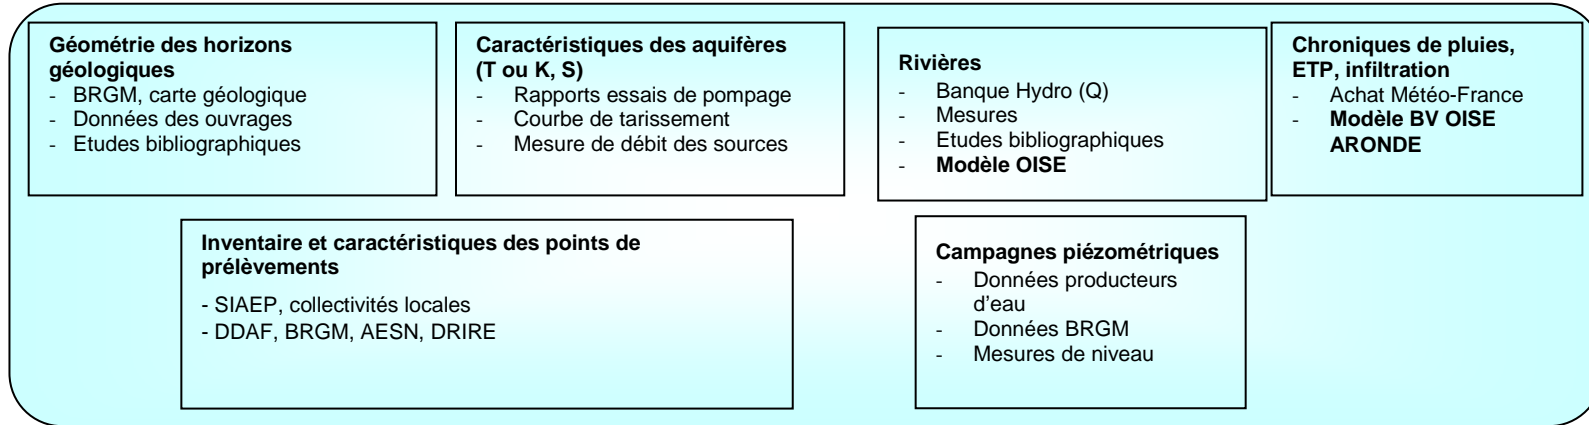 Géométrie des horizons
géologiques
- BRGM, carte géologique
- Données des ouvrages
- Etudes bibliographiques
Caractéristiques des aquifères
(T ou K, S)
- Rapports essais de pompage
- Courbe de tarissement
- Mesure de débit des sources
Rivières
- Banque Hydro (Q)
- Mesures
- Etudes bibliographiques
- Modèle OISE
Chroniques de pluies,
ETP, infiltration
- Achat Météo-France
- Modèle BV OISE
ARONDE
Inventaire et caractéristiques des points de
prélèvements
- SIAEP, collectivités locales
- DDAF, BRGM, AESN, DRIRE
Campagnes piézométriques
- Données producteurs
d’eau
- Données BRGM
- Mesures de niveau